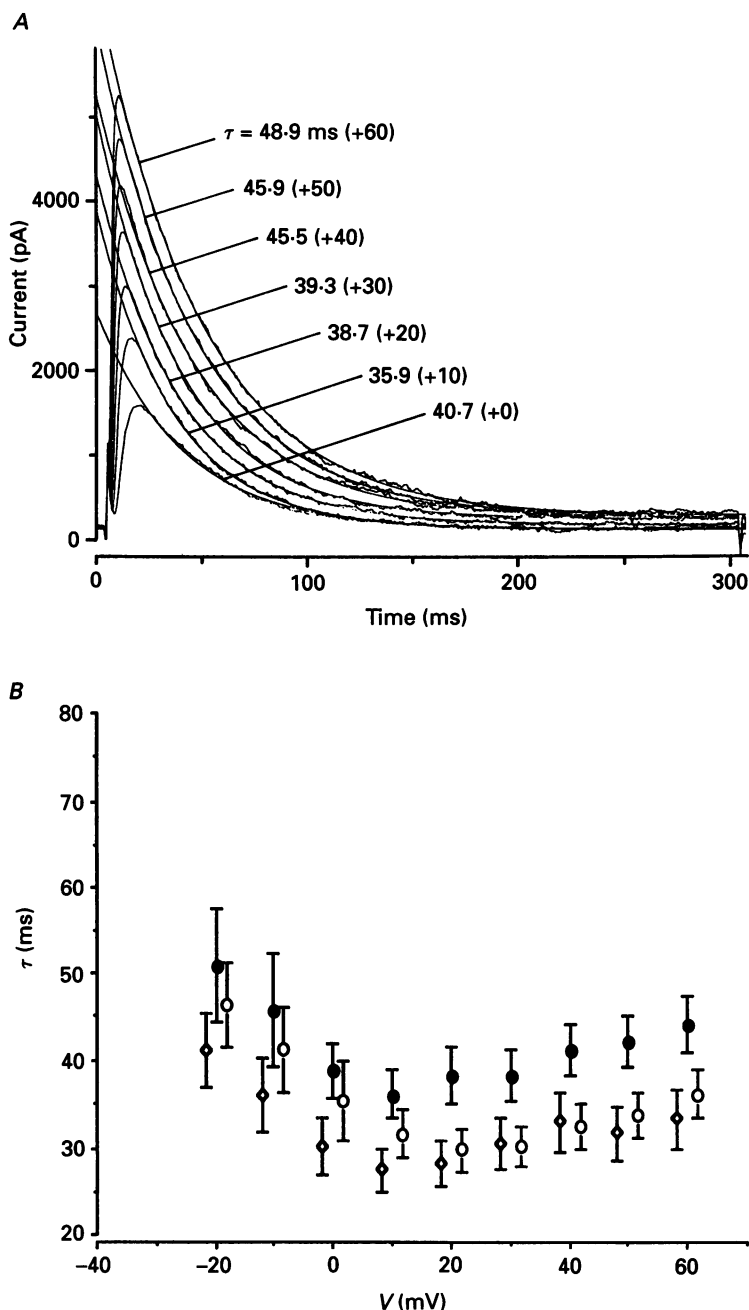 A
τ = 48·9 ms (+60)
45·9 (+50)
45·5 (+40)
39·3 (+30)
38·7 (+20)
35·9 (+10)
40·7 (+0)
Current (pA)
4000
2000
0
0 100 200 300
Time (ms)
B
τ (ms)
80
70
60
50
40
30
20
−40 −20 0 20 40 60
V (mV)